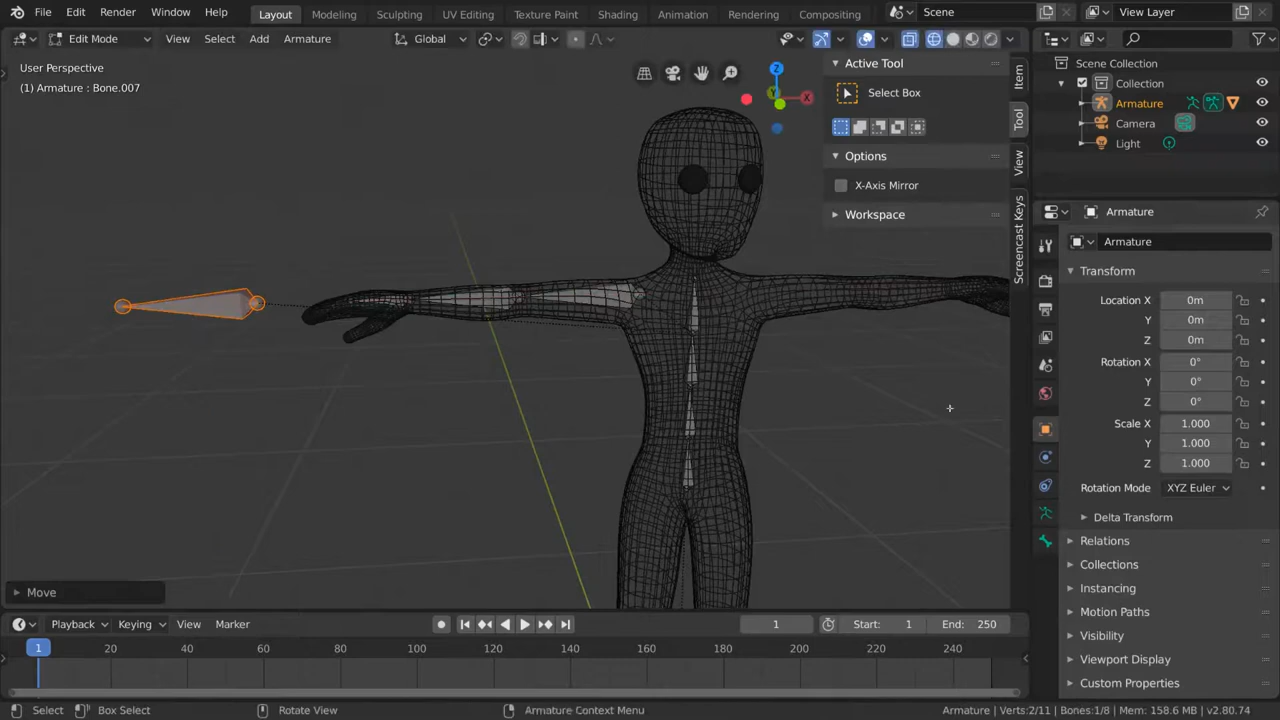 File Edit Render Window Help Layout Modeling Sculpting UV Editing Texture Paint Shading Animation Rendering Compositing Scene View Layer
Edit Mode View Select Add Armature Global
User Perspective
(1) Armature : Bone.007
Z
Y
X
Active Tool
Select Box
Options
X-Axis Mirror
Workspace
Item
Tool
View
Screencast Keys
Scene Collection
Collection
Armature
Camera
Light
Armature
Armature
Transform
Location X 0m
Y 0m
Z 0m
Rotation X 0°
Y 0°
Z 0°
Scale X 1.000
Y 1.000
Z 1.000
Rotation Mode XYZ Euler
Delta Transform
Relations
Collections
Instancing
Motion Paths
Visibility
Viewport Display
Custom Properties
Move
Playback Keying View Marker 1 Start: 1 End: 250
1 20 40 60 80 100 120 140 160 180 200 220 240
Select Box Select Rotate View Armature Context Menu Armature | Verts:2/11 | Bones:1/8 | Mem: 158.6 MB | v2.80.74